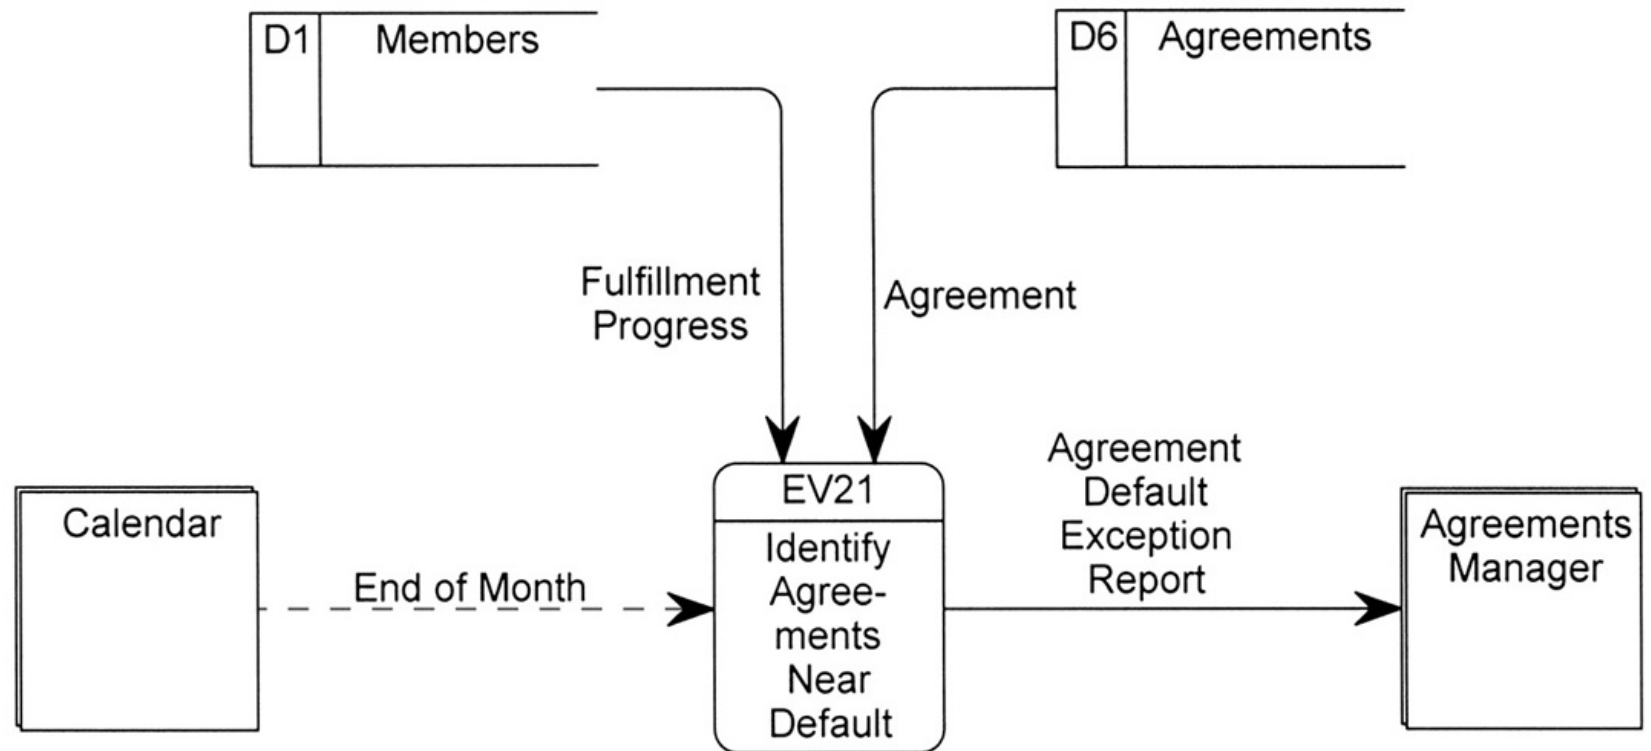 D1 Members
D6 Agreements
Fulfillment
Progress
Agreement
Calendar
End of Month
EV21
Identify
Agree-
ments
Near
Default
Agreement
Default
Exception
Report
Agreements
Manager